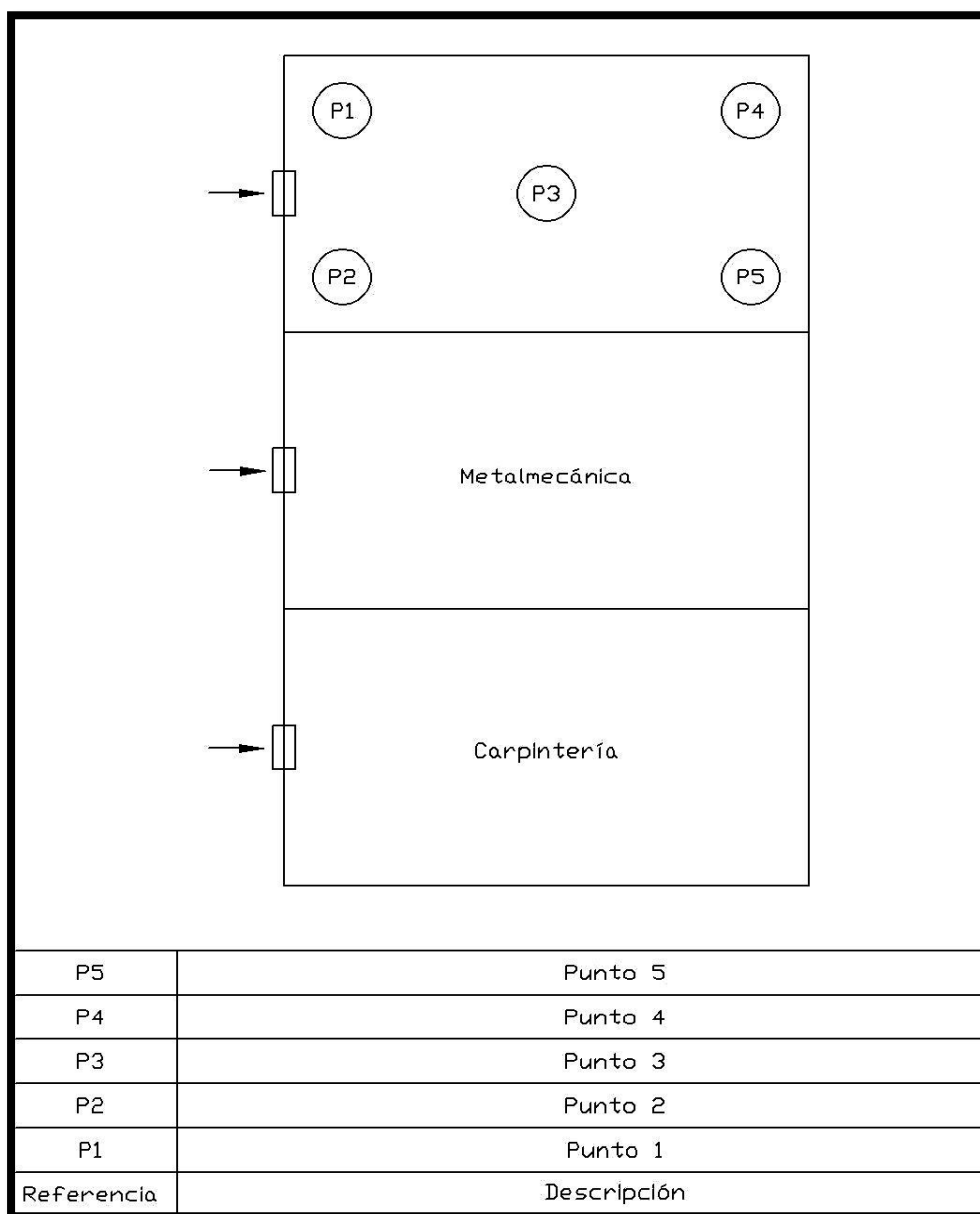 P1
P4
P3
P2
P5
Metalmecánica
Carpintería
P5 Punto 5
P4 Punto 4
P3 Punto 3
P2 Punto 2
P1 Punto 1
Referencia Descripción